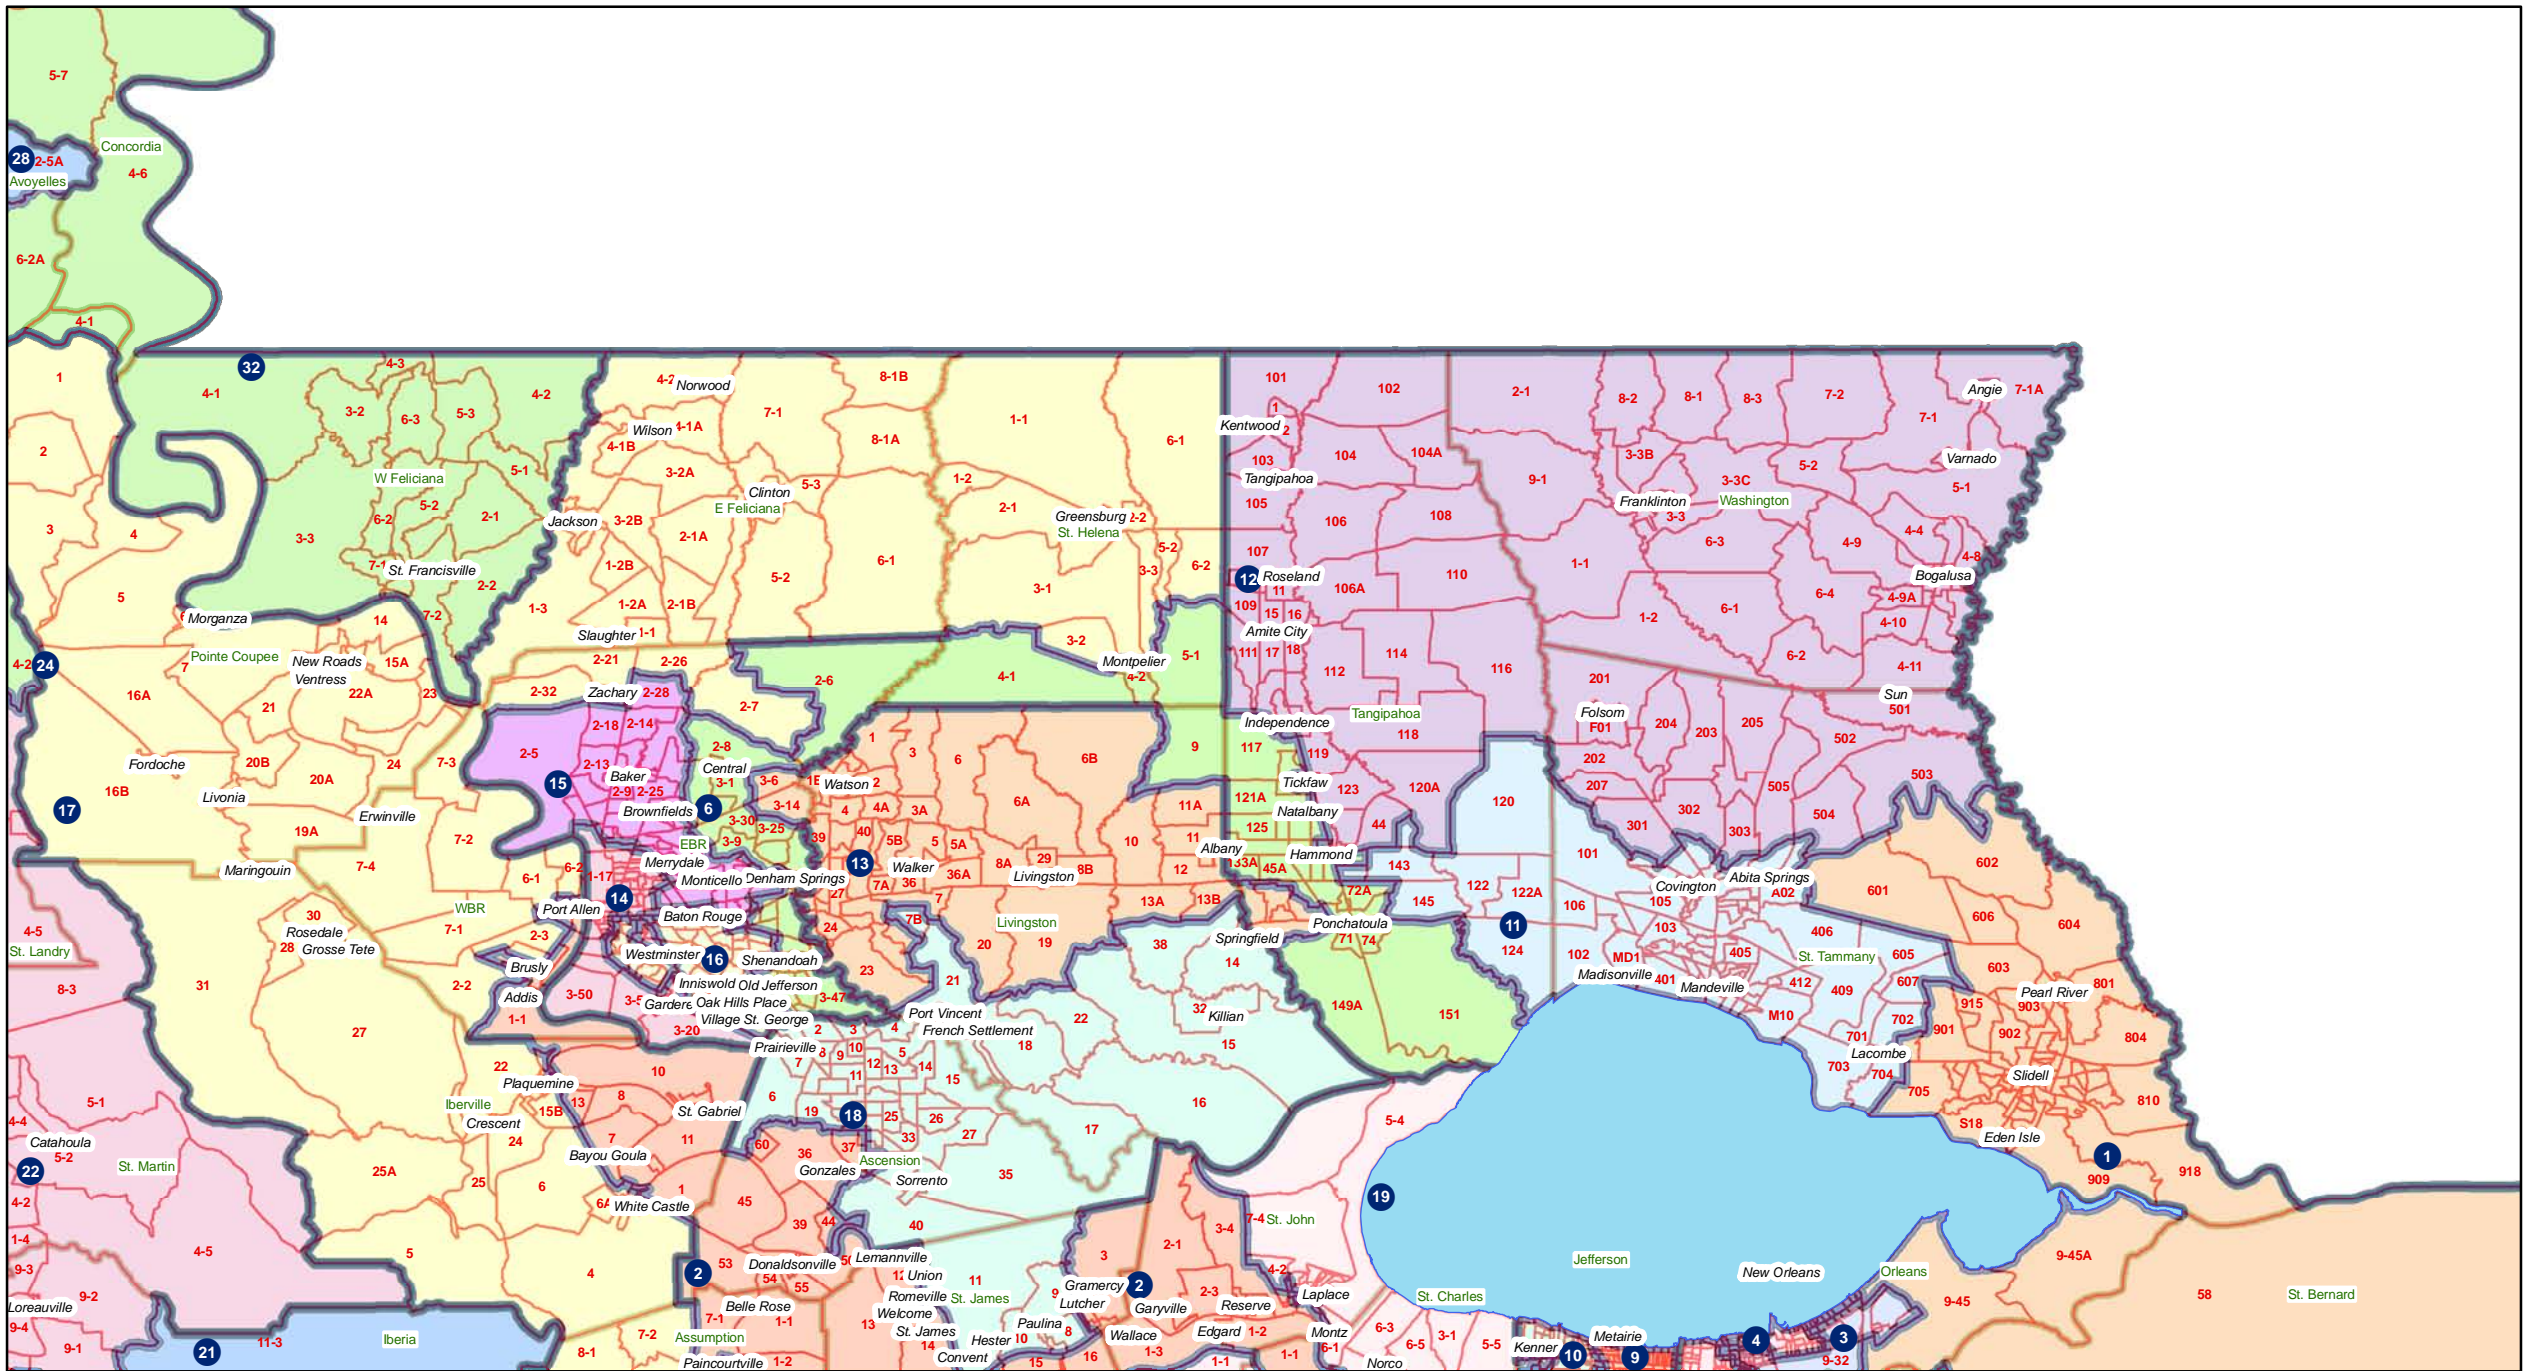 5-7
Concordia
28
2-5A
4-6
Avoyelles
6-2A
4-1
32
1
4-1
4-3
4-2
3-2
6-3
5-3
4-2
Norwood
8-1B
7-1
1-1
101
102
2-1
8-2
8-1
8-3
7-2
Angie
7-1A
7-1
1
Kentwood
2
Wilson
4-1A
4-1B
8-1A
6-1
2
W Feliciana
5-1
3-2A
Clinton
5-3
1-2
103
104
104A
3-3B
5-2
Varnado
Tangipahoa
9-1
3-3C
5-1
5-2
E Feliciana
2-1
105
Franklinton
Washington
6-2
2-1
Jackson
3-2B
Greensburg
2-2
106
108
3-3
3
4
3-3
2-1A
St. Helena
6-3
4-9
4-4
7-1
St. Francisville
1-2B
5-2
6-1
5-2
3-3
6-2
107
4-8
1-1
12
Roseland
110
Bogalusa
2-2
3-1
11
106A
5
1-3
1-2A
2-1B
109
15
16
1-2
6-1
6-4
4-9A
Morganza
14
7-2
Slaughter
1-1
3-2
Amite City
4-10
Pointe Coupee
New Roads
15A
2-21
2-26
Montpelier
5-1
111
17
18
112
114
116
6-2
4-11
4-2
24
7
Ventress
4-1
4-2
201
16A
22A
23
2-32
Zachary
2-28
2-6
Sun
21
2-7
Folsom
204
203
205
501
2-18
2-14
Independence
Tangipahoa
F01
118
1
3
6
6B
9
117
119
502
2-5
2-8
202
Fordoche
20B
20A
24
7-3
2-13
Central
Tickfaw
207
505
503
15
Baker
3-1
3-6
1B
Watson
2
16B
2-9
2-25
6A
121A
123
120A
120
Livonia
3-14
11A
17
Brownfields
6
4
4A
3A
Natalbany
302
504
Erwinville
3-30
3-25
125
44
301
303
19A
7-2
EBR
3-9
39
40
5B
5
5A
10
11
Albany
Hammond
101
602
7-4
6-2
Merrydale
13
Walker
8A
29
8B
12
133A
45A
143
Maringouin
6-1
1-17
Monticello
Denham Springs
7A
36
36A
Livingston
122
122A
Covington
Abita Springs
A02
601
30
WBR
Port Allen
14
27
7
13A
13B
72A
145
106
105
Baton Rouge
7B
Livingston
Ponchatoula
606
604
4-5
Rosedale
7-1
2-3
24
20
19
Springfield
71
74
11
103
406
St. Landry
28
Grosse Tete
Westminster
16
Shenandoah
38
14
124
102
MD1
405
St. Tammany
605
Brusly
23
Madisonville
401
603
8-3
31
2-2
Addis
3-50
Inniswold
Old Jefferson
21
Mandeville
412
409
607
Pearl River
801
Gardere
Oak Hills Place
3-47
149A
151
915
903
1-1
Village St. George
Port Vincent
22
32
Killian
M10
702
27
3-20
2
3
4
French Settlement
901
902
804
Prairieville
7
8
9
10
5
18
15
701
Lacombe
703
704
Slidell
22
10
12
13
14
15
Plaquemine
11
705
5-1
Iberville
15B
13
8
St. Gabriel
6
19
16
810
4-4
Crescent
18
25
26
17
5-4
S18
Catahoula
24
7
11
33
27
Eden Isle
5-2
Bayou Goula
60
36
37
22
St. Martin
25A
Gonzales
Ascension
1
918
4-2
25
6
6A
1
Sorrento
35
19
909
White Castle
45
1-4
4-5
39
44
40
3-4
7-4
St. John
9-3
5
Lemannville
3
2-1
Jefferson
New Orleans
Orleans
9-45A
4
2
53
Donaldsonville
Union
11
4-2
54
55
Gramercy
2
2-3
Laplace
9-45
58
St. Bernard
9-2
Romeville
St. James
9
Lutcher
Garyville
Reserve
St. Charles
Loreauville
Belle Rose
Welcome
9-4
7-1
1-1
13
St. James
Paulina
8
1-2
6-3
Iberia
7-2
Assumption
Hester
10
Wallace
Edgard
Montz
6-5
3-1
5-5
Kenner
Metairie
4
3
9-1
21
11-3
8-1
Paincourtville
1-2
14
Convent
15
16
1-3
1-1
1-1
6-1
Norco
10
9
9-32